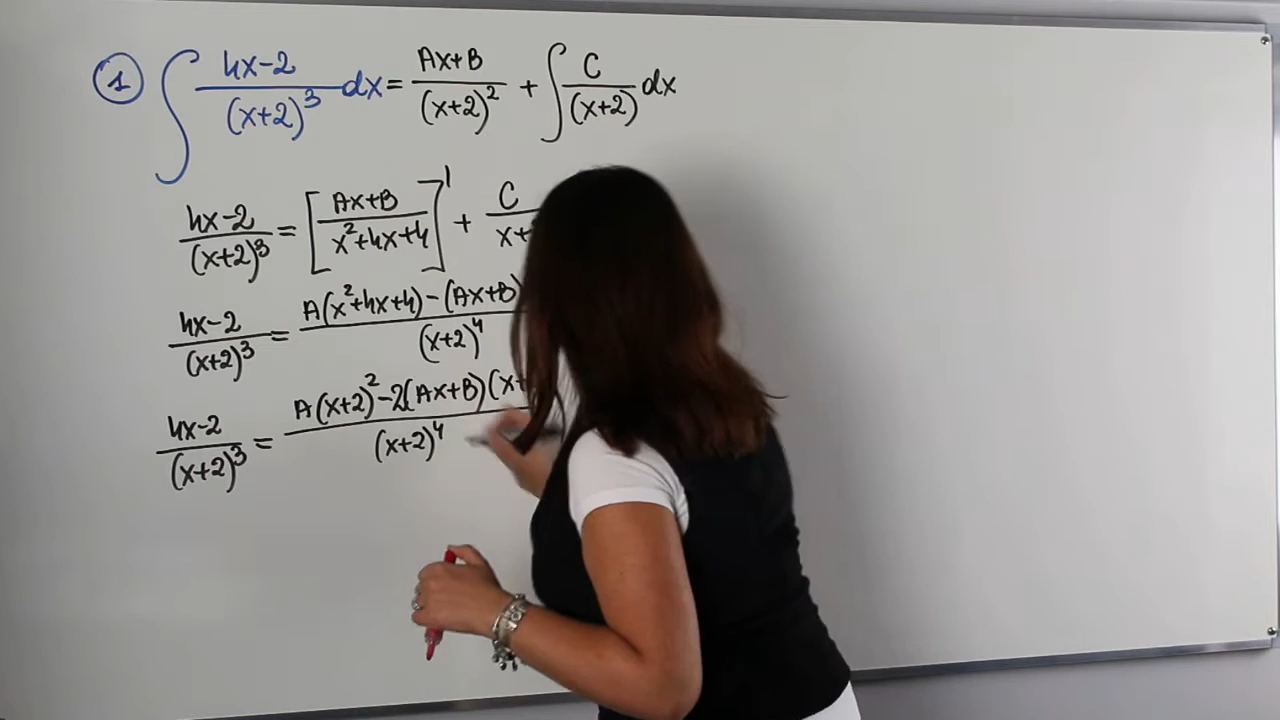 ① ∫ 4x-2/(x+2)³ dx = Ax+B/(x+2)² + ∫ C/(x+2) dx
4x-2/(x+2)³ = [Ax+B/x²+4x+4]' + C/x+
4x-2/(x+2)³ = A(x²+4x+4)-(Ax+B)/(x+2)⁴
4x-2/(x+2)³ = A(x+2)²-2(Ax+B)(x+/(x+2)⁴